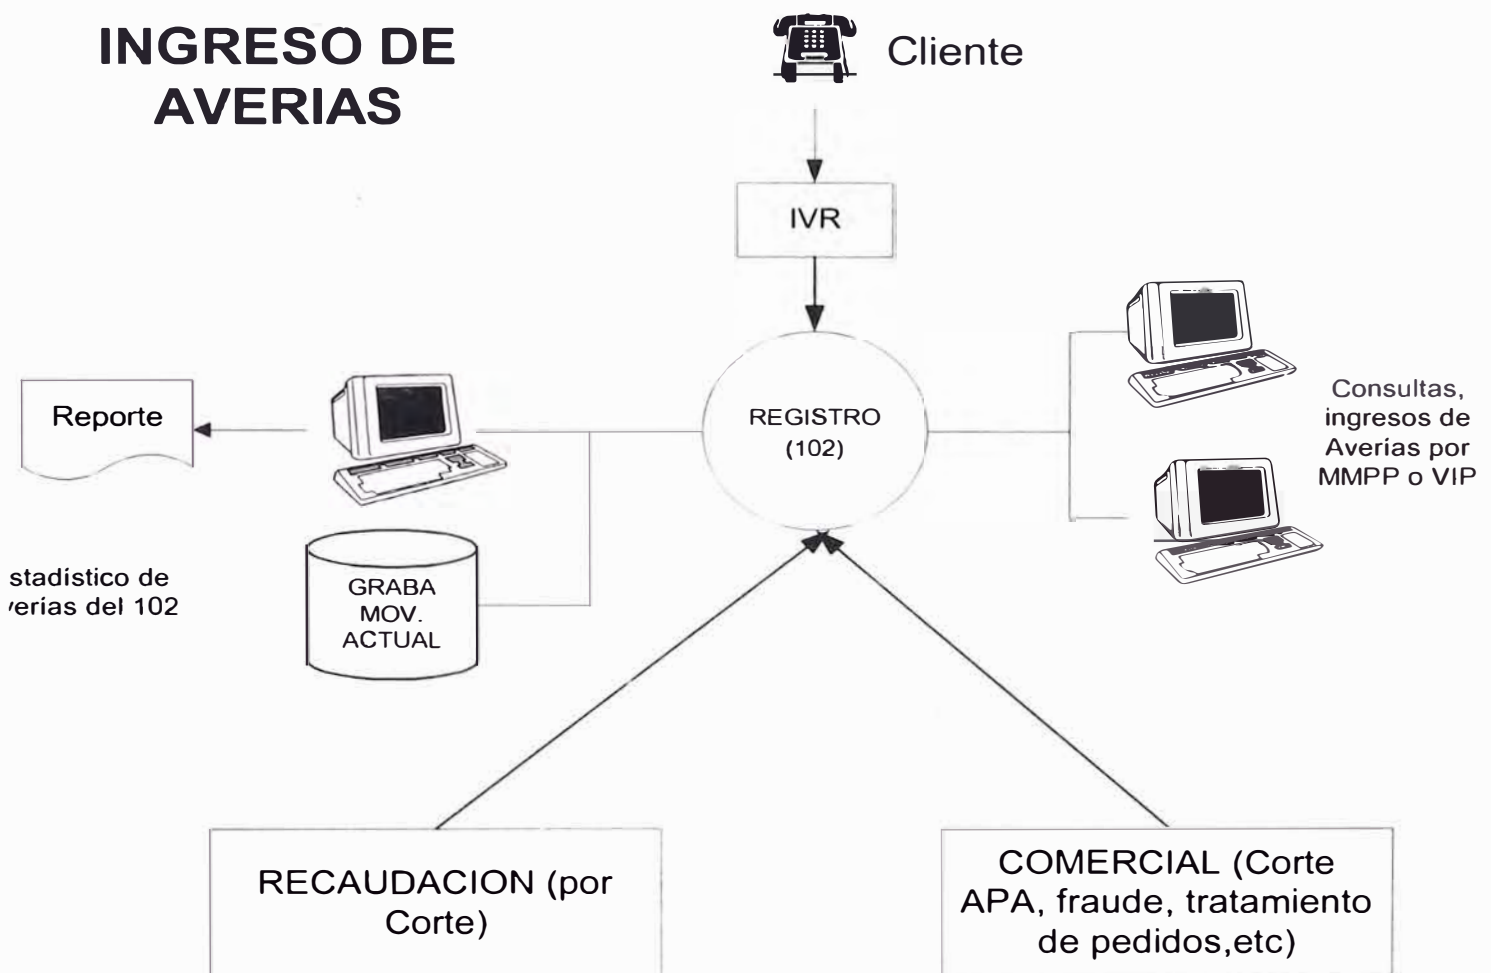 INGRESO DE
AVERIAS
Cliente
IVR
Reporte
REGISTRO
(102)
Consultas,
ingresos de
Averías por
MMPP o VIP
stadístico de
verías del 102
GRABA
MOV.
ACTUAL
RECAUDACION (por
Corte)
COMERCIAL (Corte
APA, fraude, tratamiento
de pedidos,etc)